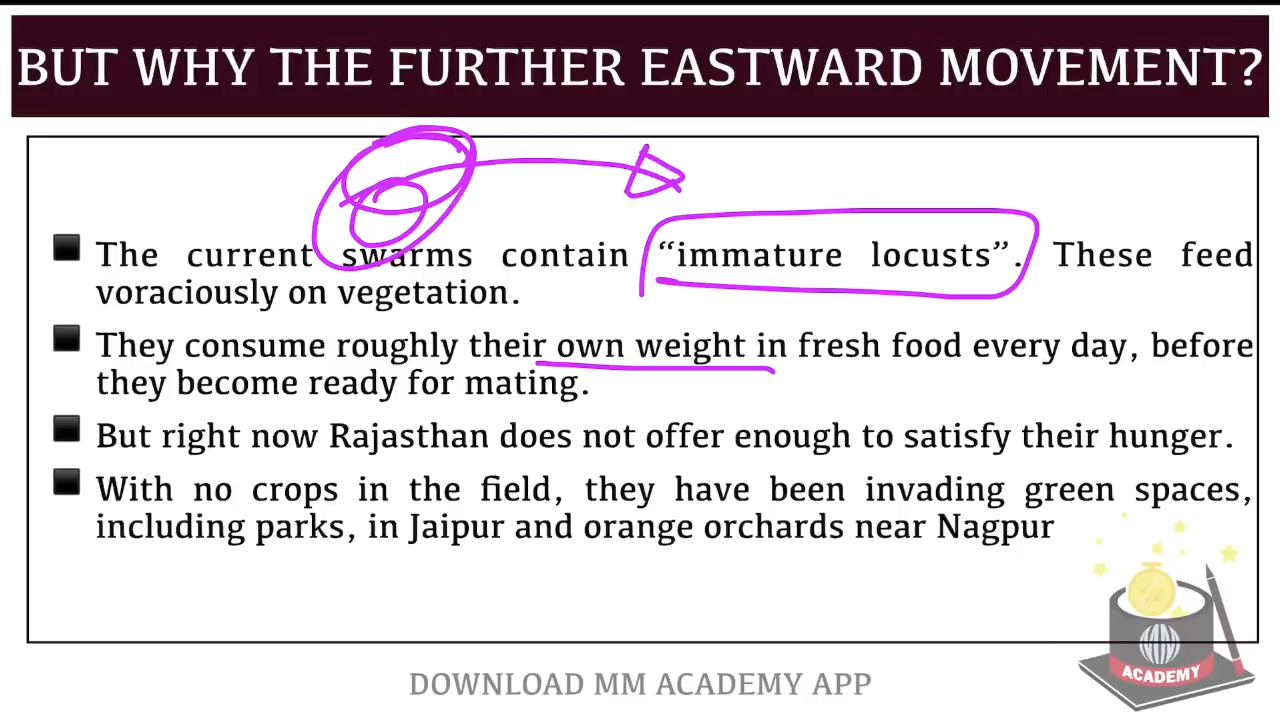 BUT WHY THE FURTHER EASTWARD MOVEMENT?
The current swarms contain “immature locusts”. These feed
voraciously on vegetation.
They consume roughly their own weight in fresh food every day, before
they become ready for mating.
But right now Rajasthan does not offer enough to satisfy their hunger.
With no crops in the field, they have been invading green spaces,
including parks, in Jaipur and orange orchards near Nagpur
ACADEMY
DOWNLOAD MM ACADEMY APP